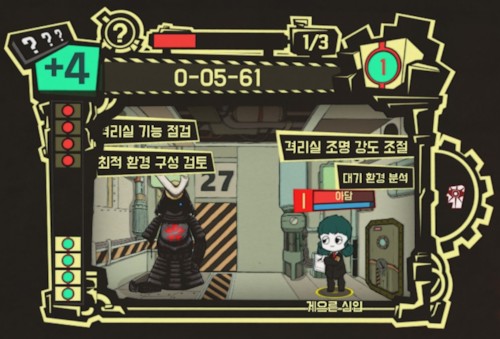 ? ??
?
1/3
+4
0-05-61
1
격리실 기능 점검
최적 환경 구성 검토
격리실 조명 강도 조절
대기 환경 분석
27
I
아담
게으른 신입